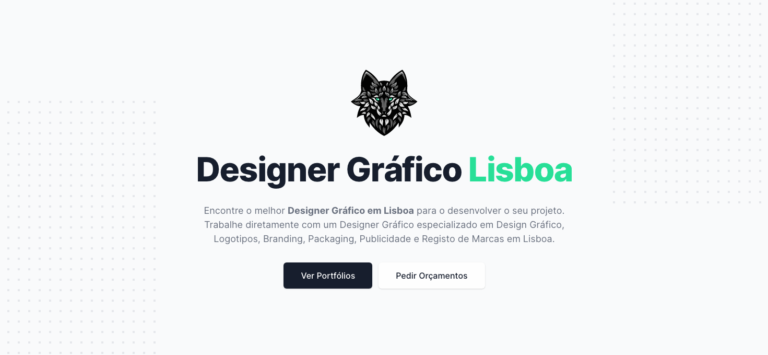 Designer Gráfico Lisboa
Encontre o melhor Designer Gráfico em Lisboa para o desenvolver o seu projeto.
Trabalhe diretamente com um Designer Gráfico especializado em Design Gráfico,
Logotipos, Branding, Packaging, Publicidade e Registo de Marcas em Lisboa.
Ver Portfólios
Pedir Orçamentos